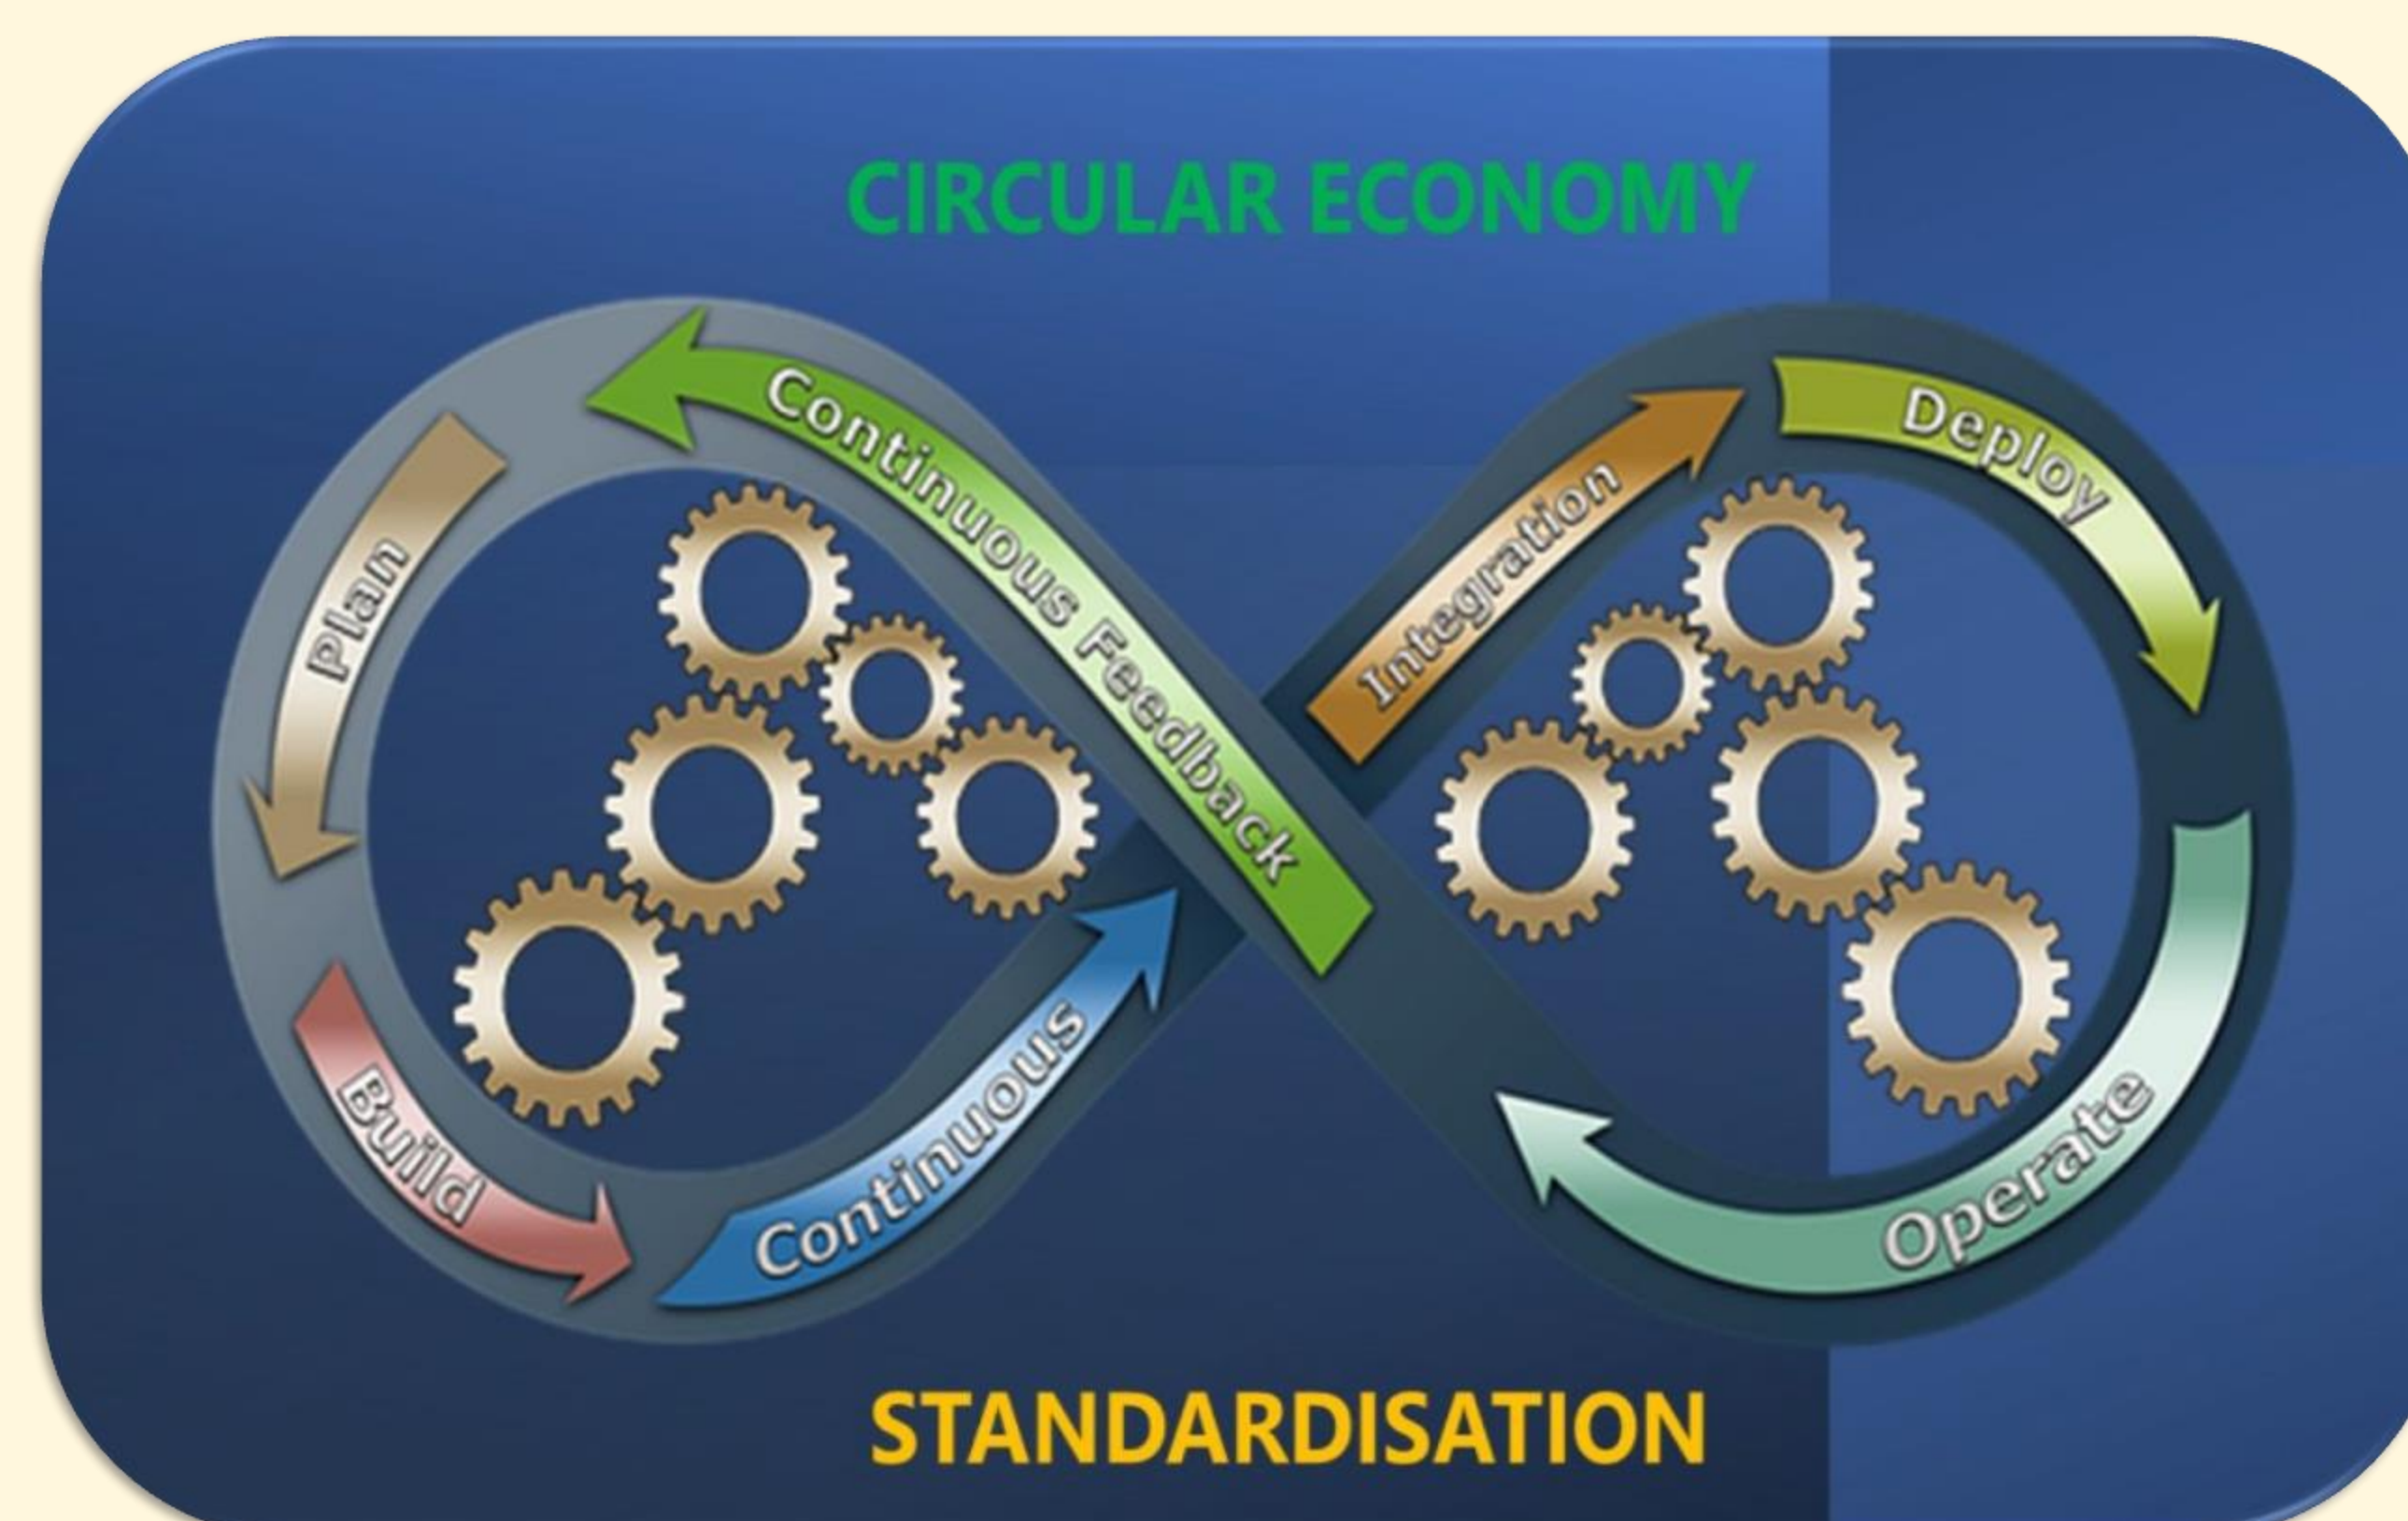 CIRCULAR ECONOMY
Continuous Feedback
Plan
Build
Continuous
Integration
Deploy
Operate
STANDARDISATION